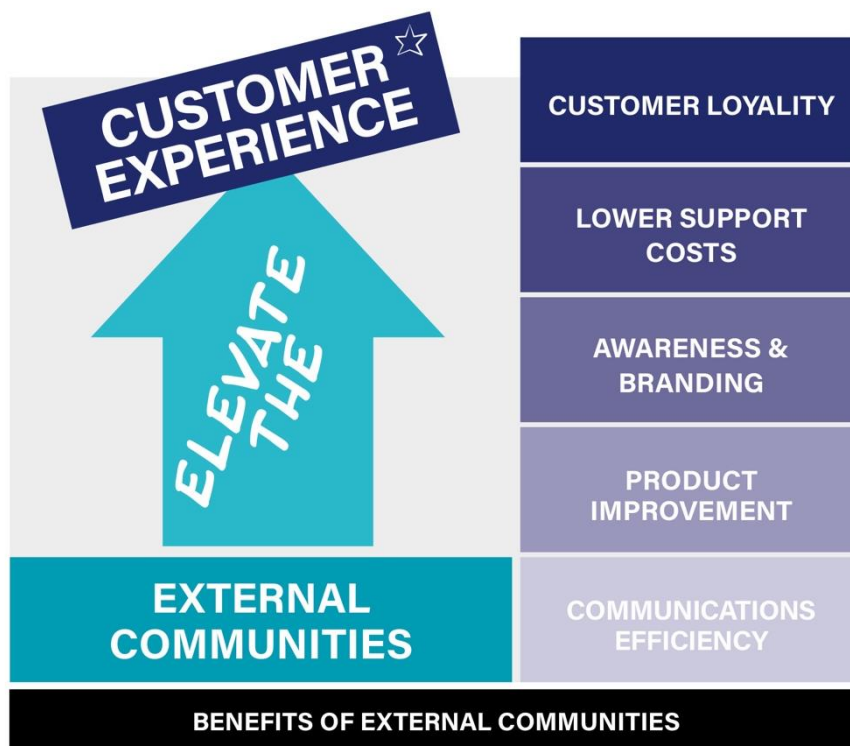 CUSTOMER
EXPERIENCE
ELEVATE
THE
EXTERNAL
COMMUNITIES
CUSTOMER LOYALITY
LOWER SUPPORT
COSTS
AWARENESS &
BRANDING
PRODUCT
IMPROVEMENT
COMMUNICATIONS
EFFICIENCY
BENEFITS OF EXTERNAL COMMUNITIES